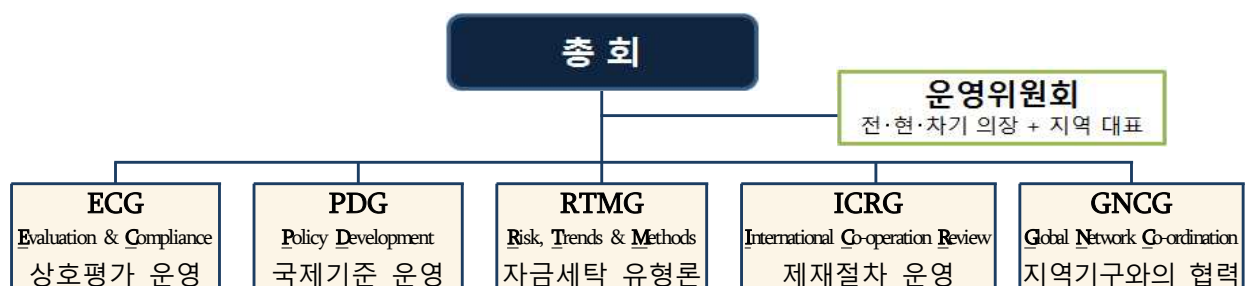 총 회
운영위원회
전·현·차기 의장 + 지역 대표
ECG
Evaluation & Compliance
상호평가 운영
PDG
Policy Development
국제기준 운영
RTMG
Risk, Trends & Methods
자금세탁 유형론
ICRG
International Co-operation Review
제재절차 운영
GNCG
Global Network Co-ordination
지역기구와의 협력